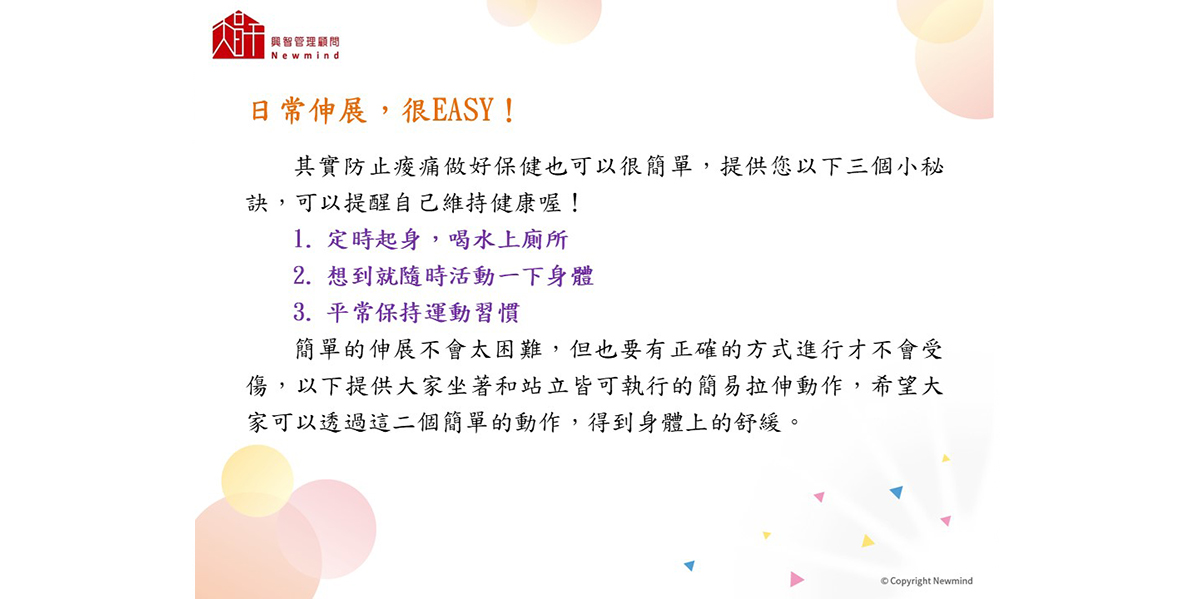 興智管理顧問
Newmind
日常伸展，很EASY！
其實防止痠痛做好保健也可以很簡單，提供您以下三個小秘
訣，可以提醒自己維持健康喔！
1. 定時起身，喝水上廁所
2. 想到就隨時活動一下身體
3. 平常保持運動習慣
簡單的伸展不會太困難，但也要有正確的方式進行才不會受
傷，以下提供大家坐著和站立皆可執行的簡易拉伸動作，希望大
家可以透過這二個簡單的動作，得到身體上的舒緩。
© Copyright Newmind